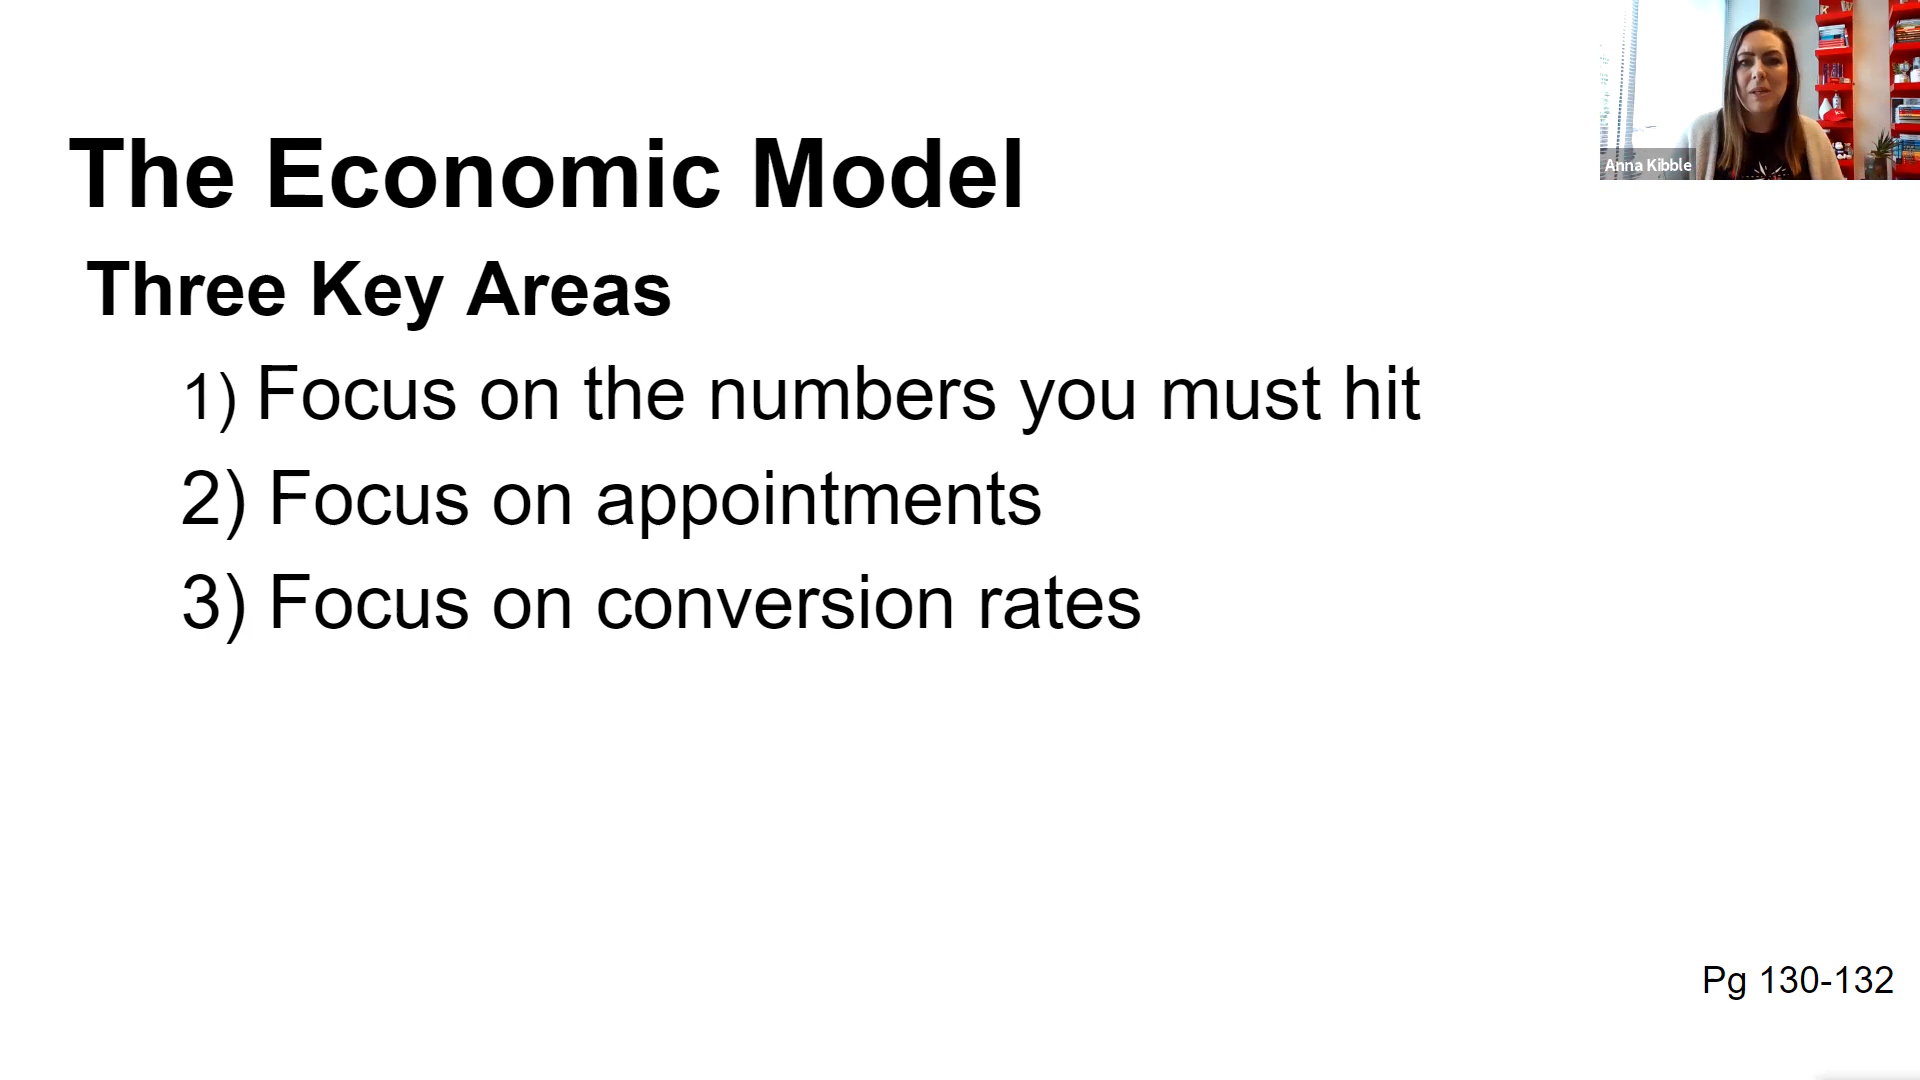 The Economic Model
Three Key Areas
1) Focus on the numbers you must hit
2) Focus on appointments
3) Focus on conversion rates
Pg 130-132
Anna Kibble
K W